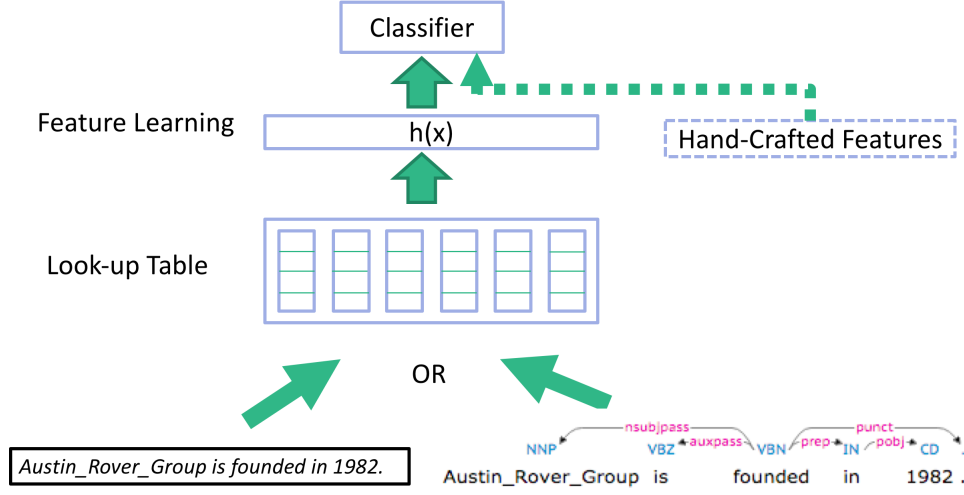 Classifier
Feature Learning
h(x)
Hand-Crafted Features
Look-up Table
OR
nsubjpass
punct
NNP
VBZ
auxpass
VBN
prep
IN
pobj
CD
.
Austin_Rover_Group is founded in 1982.
Austin_Rover_Group is founded in 1982 .